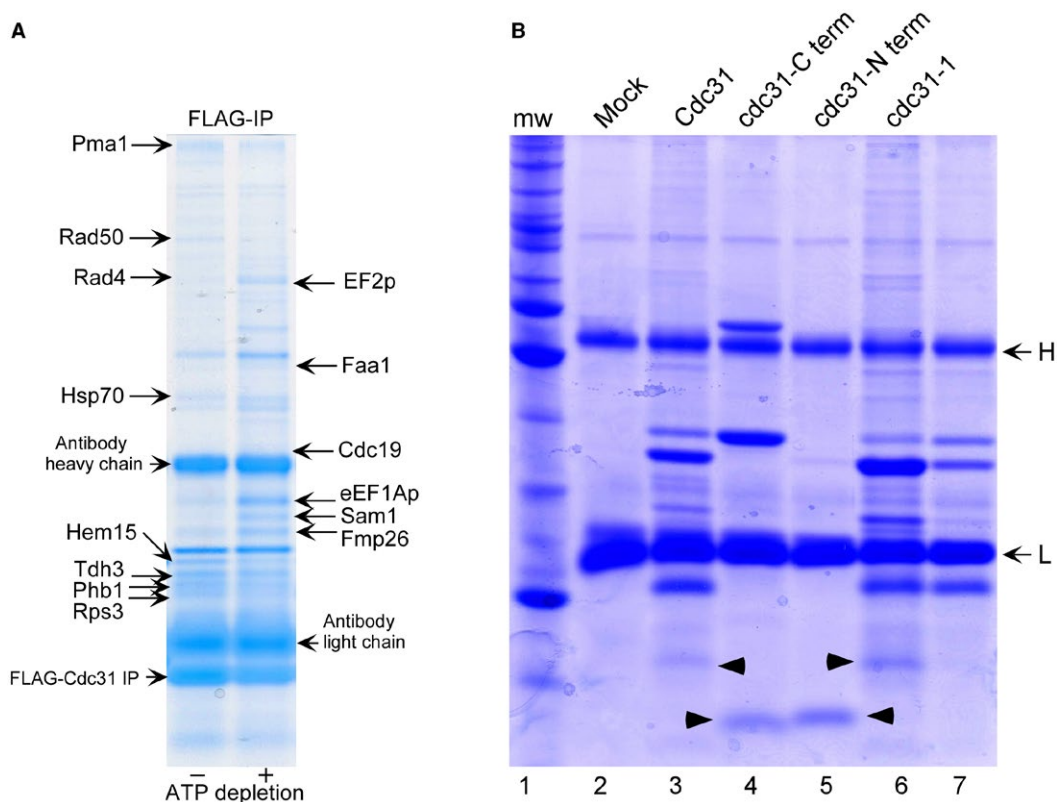 A
FLAG-IP
Pma1
Rad50
Rad4
EF2p
Faa1
Hsp70
Antibody
heavy chain
Cdc19
eEF1Ap
Sam1
Fmp26
Hem15
Tdh3
Phb1
Rps3
Antibody
light chain
FLAG-Cdc31 IP
− +
ATP depletion
B
mw
Mock
Cdc31
cdc31-C term
cdc31-N term
cdc31-1
H
L
1 2 3 4 5 6 7